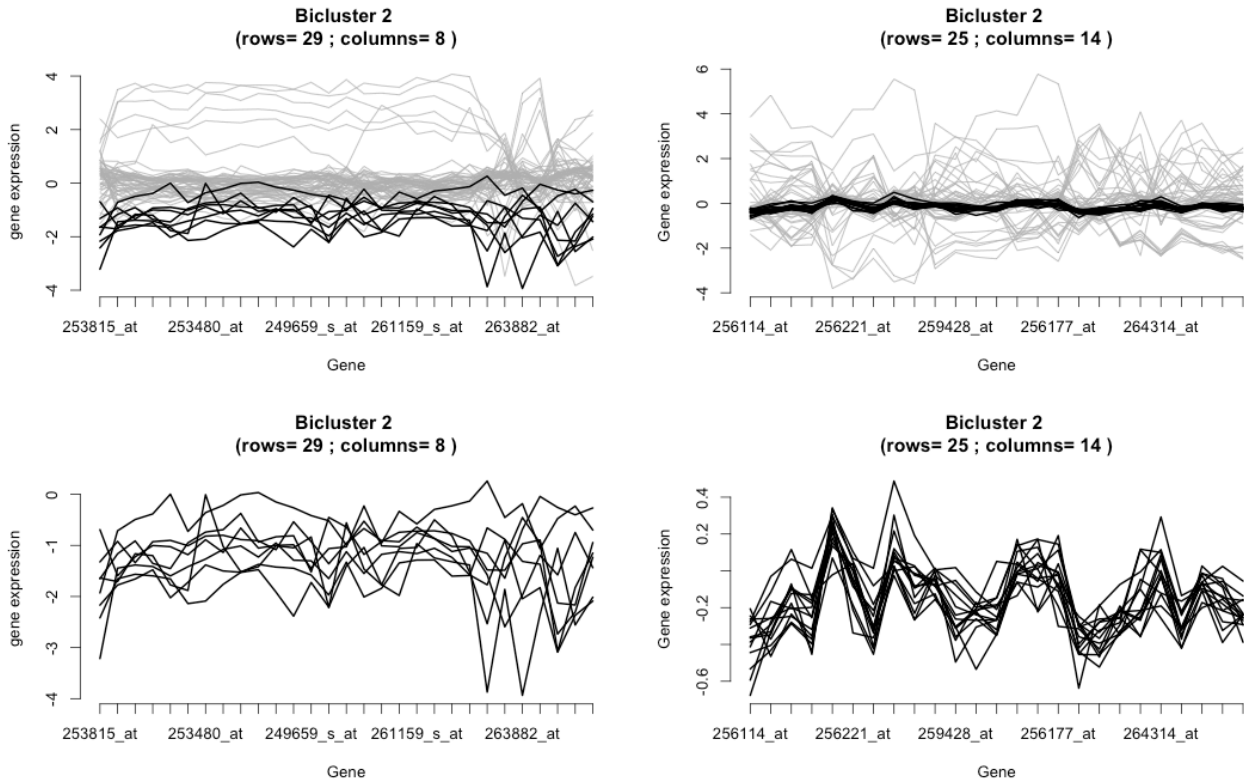 Bicluster 2
(rows= 29 ; columns= 8 )
gene expression
4
2
0
-2
-4
253815_at 253480_at 249659_s_at 261159_s_at 263882_at
Gene
Bicluster 2
(rows= 25 ; columns= 14 )
Gene expression
6
4
2
0
-2
-4
256114_at 256221_at 259428_at 256177_at 264314_at
Gene
Bicluster 2
(rows= 29 ; columns= 8 )
gene expression
0
-1
-2
-3
-4
253815_at 253480_at 249659_s_at 261159_s_at 263882_at
Gene
Bicluster 2
(rows= 25 ; columns= 14 )
Gene expression
0.4
0.2
-0.2
-0.6
256114_at 256221_at 259428_at 256177_at 264314_at
Gene